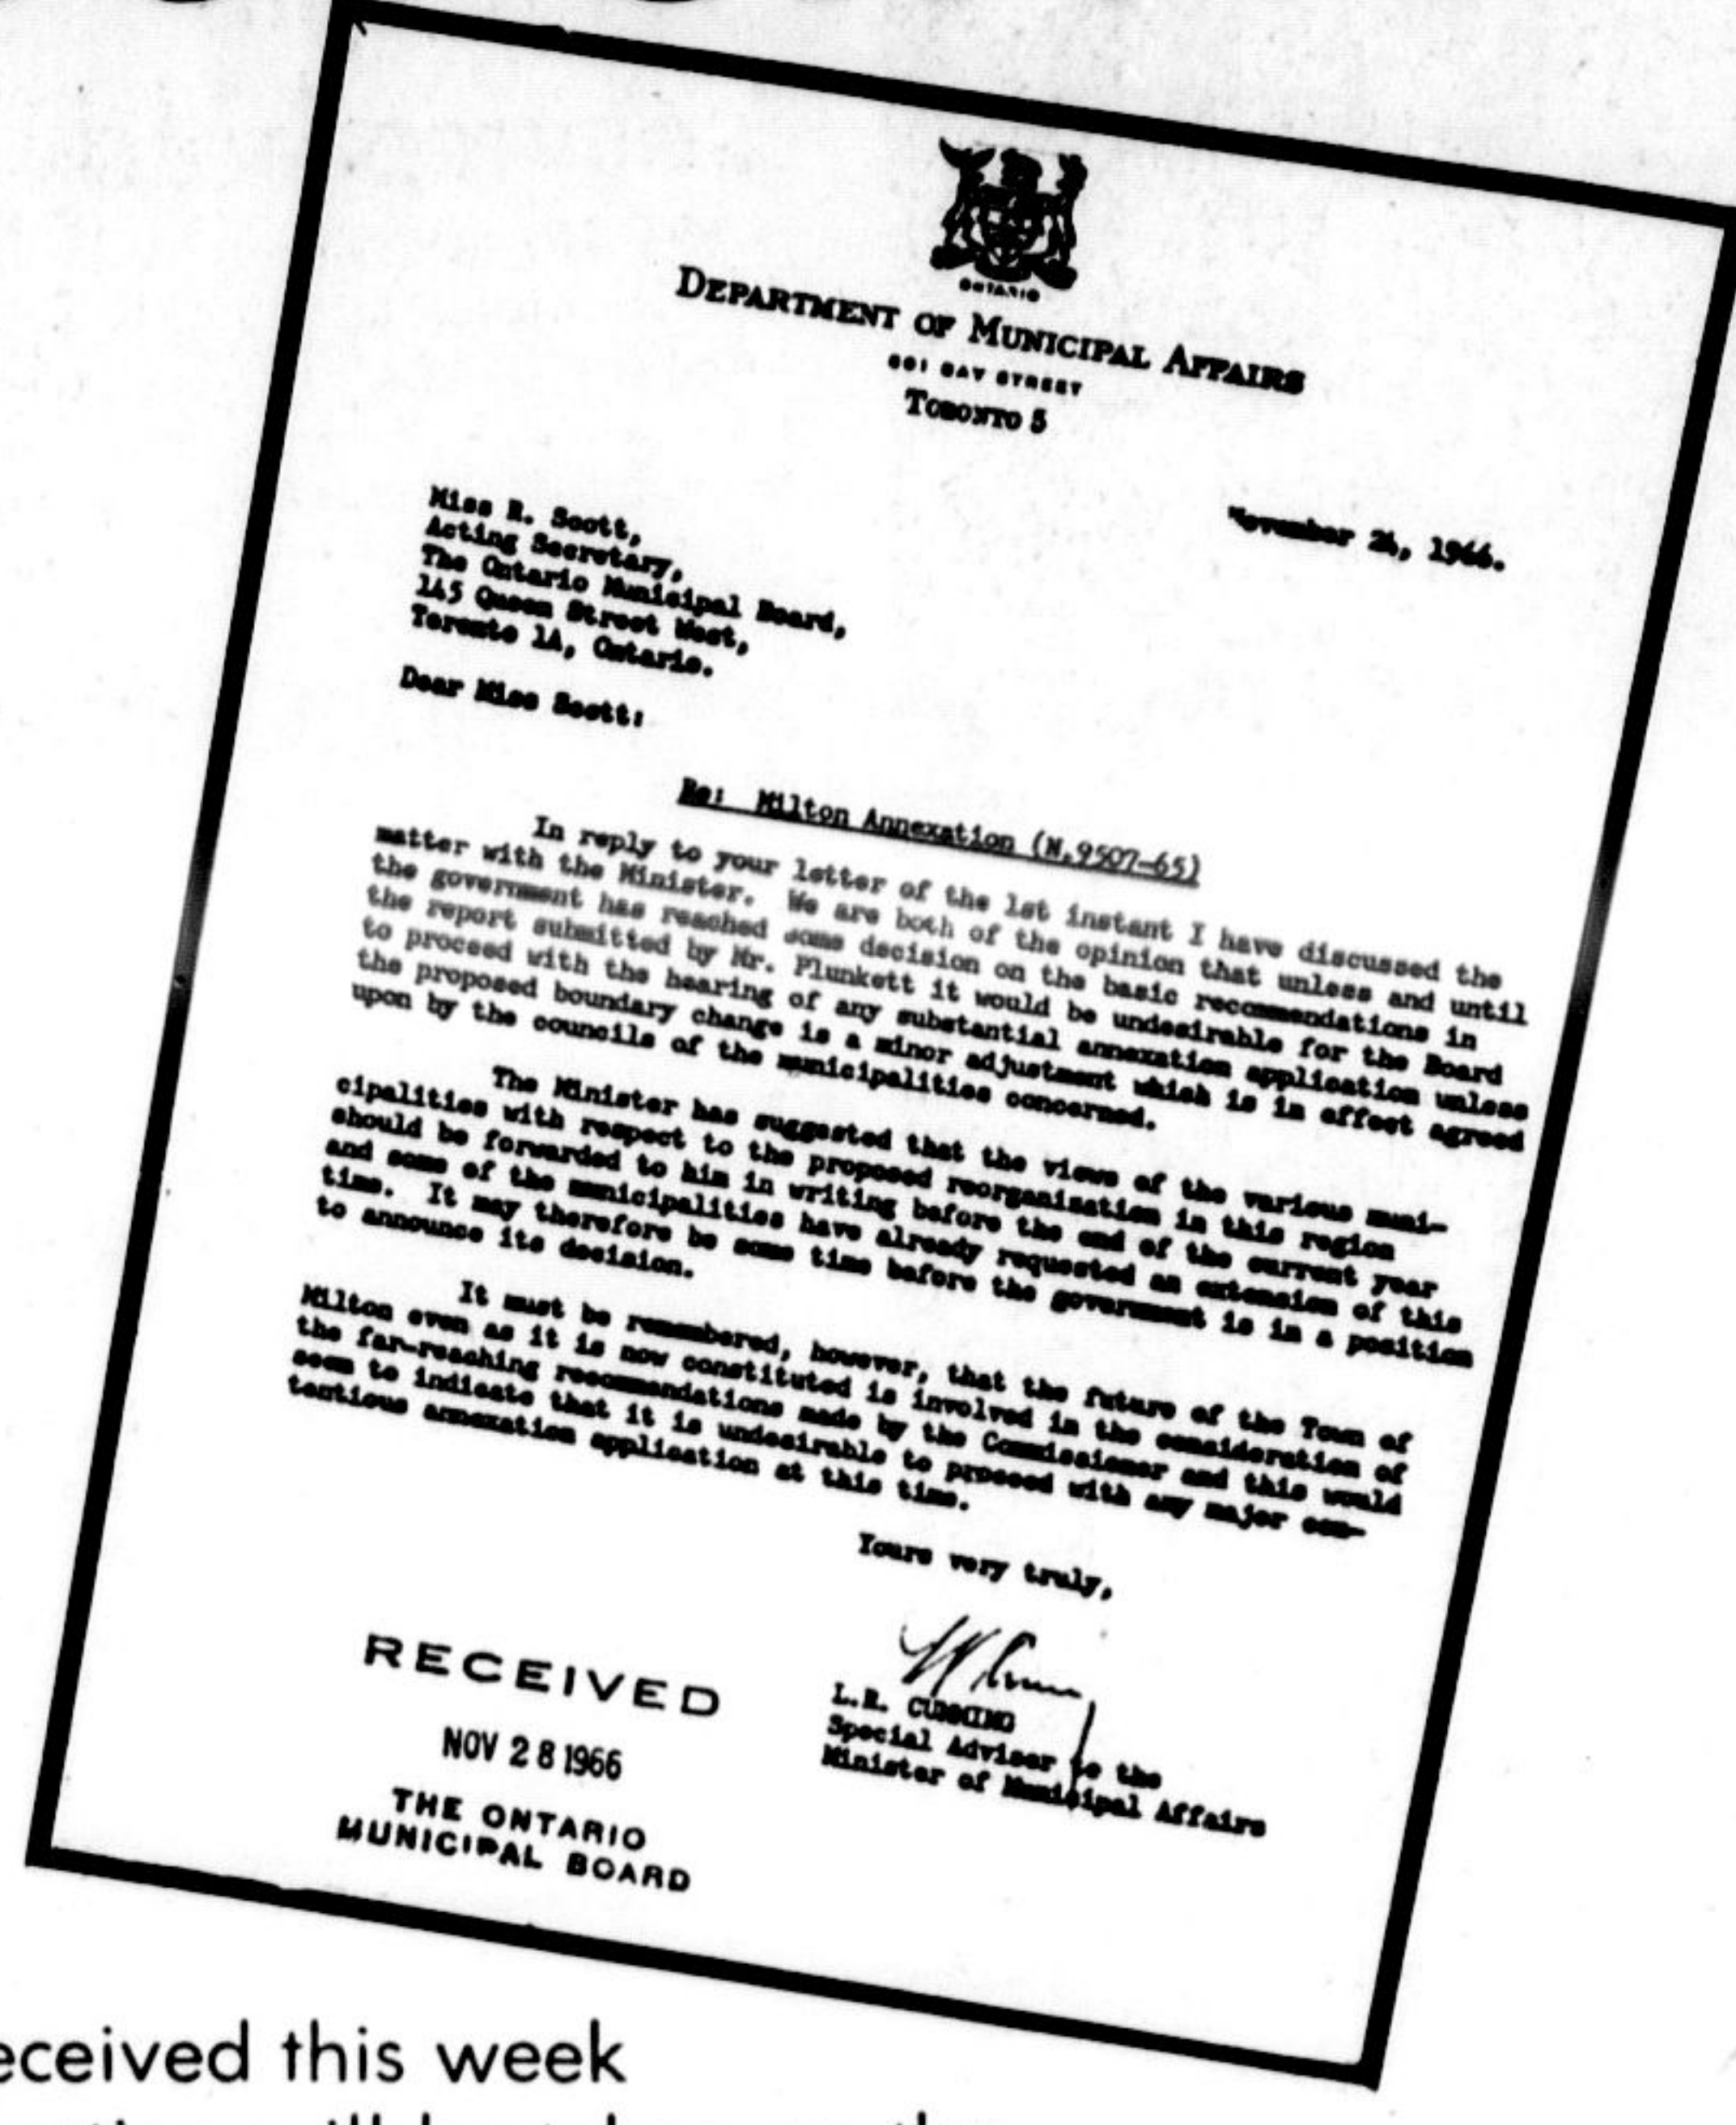 ONTARIO
DEPARTMENT OF MUNICIPAL AFFAIRS
801 BAY STREET
TORONTO 5
November 24, 1966.
Miss R. Scott,
Acting Secretary,
The Ontario Municipal Board,
145 Queen Street West,
Toronto 1A, Ontario.
Dear Miss Scott:
Re: Milton Annexation (M.9507-65)
In reply to your letter of the 1st instant I have discussed the
matter with the Minister. We are both of the opinion that unless and until
the government has reached some decision on the basic recommendations in
the report submitted by Mr. Plunkett it would be undesirable for the Board
to proceed with the hearing of any substantial annexation application unless
the proposed boundary change is a minor adjustment which is in effect agreed
upon by the councils of the municipalities concerned.
The Minister has suggested that the views of the various muni-
cipalities with respect to the proposed reorganization in this region
should be forwarded to him in writing before the end of the current year
and some of the municipalities have already requested an extension of this
time. It may therefore be some time before the government is in a position
to announce its decision.
It must be remembered, however, that the future of the Town of
Milton even as it is now constituted is involved in the consideration of
the far-reaching recommendations made by the Commissioner and this would
seem to indicate that it is undesirable to proceed with any major con-
tentious annexation application at this time.
Yours very truly,
L.R. CUMMING
Special Adviser to the
Minister of Municipal Affairs
RECEIVED
NOV 28 1966
THE ONTARIO
MUNICIPAL BOARD
eceived this week